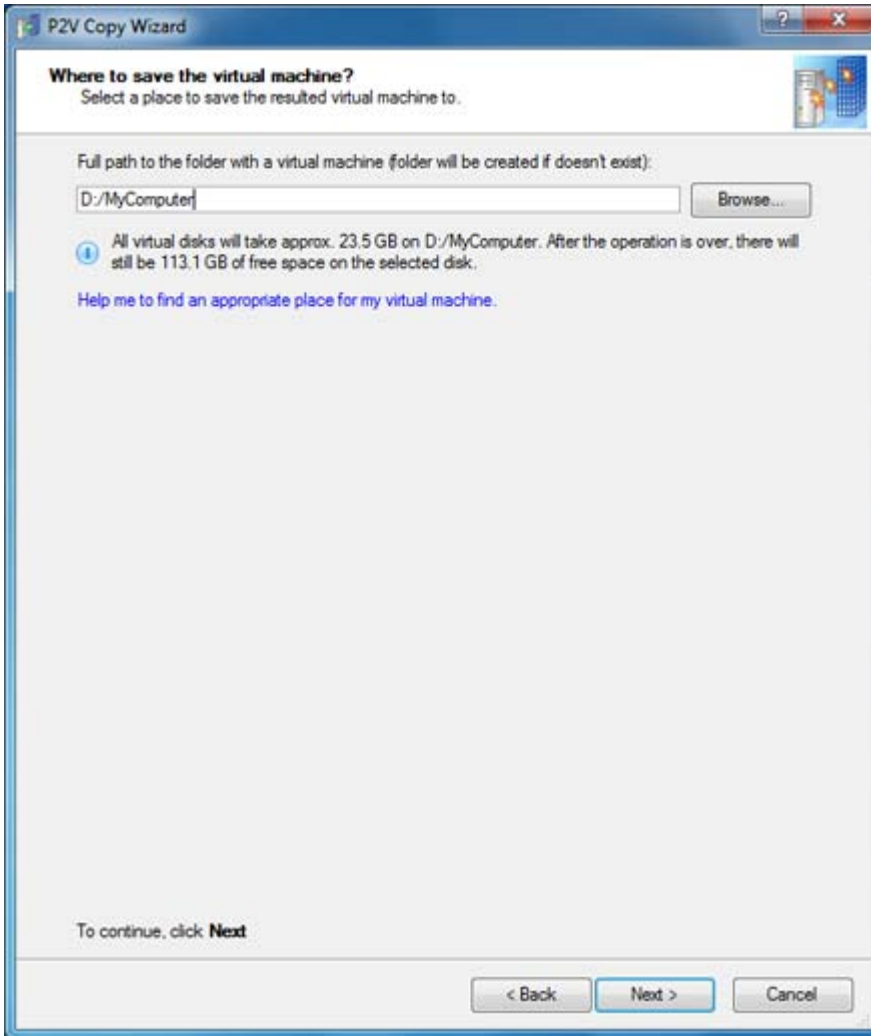 P2V Copy Wizard
?
Where to save the virtual machine?
Select a place to save the resulted virtual machine to.
Full path to the folder with a virtual machine (folder will be created if doesn't exist):
D:/MyComputer
Browse...
All virtual disks will take approx. 23.5 GB on D:/MyComputer. After the operation is over, there will
still be 113.1 GB of free space on the selected disk.
Help me to find an appropriate place for my virtual machine.
To continue, click Next
< Back
Next >
Cancel